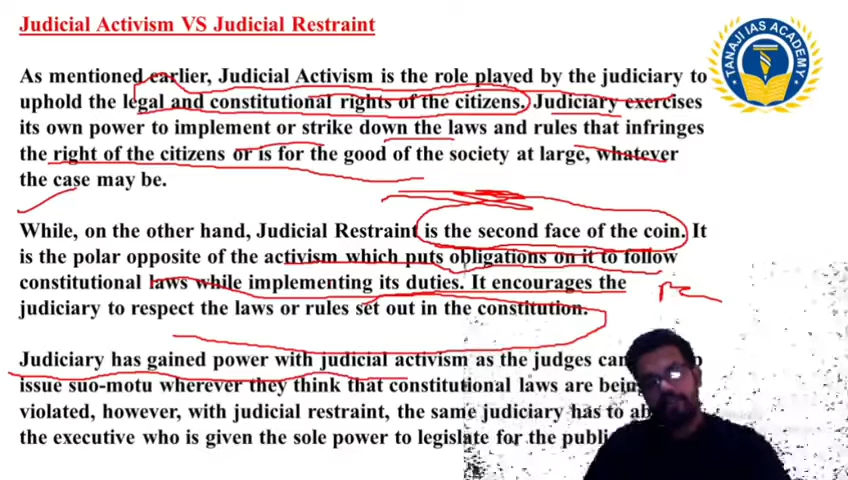 Judicial Activism VS Judicial Restraint
TANAJI IAS ACADEMY
As mentioned earlier, Judicial Activism is the role played by the judiciary to
uphold the legal and constitutional rights of the citizens. Judiciary exercises
its own power to implement or strike down the laws and rules that infringes
the right of the citizens or is for the good of the society at large, whatever
the case may be.
While, on the other hand, Judicial Restraint is the second face of the coin. It
is the polar opposite of the activism which puts obligations on it to follow
constitutional laws while implementing its duties. It encourages the
judiciary to respect the laws or rules set out in the constitution.
Judiciary has gained power with judicial activism as the judges can
issue suo-motu wherever they think that constitutional laws are
violated, however, with judicial restraint, the same judiciary has to
the executive who is given the sole power to legislate for the